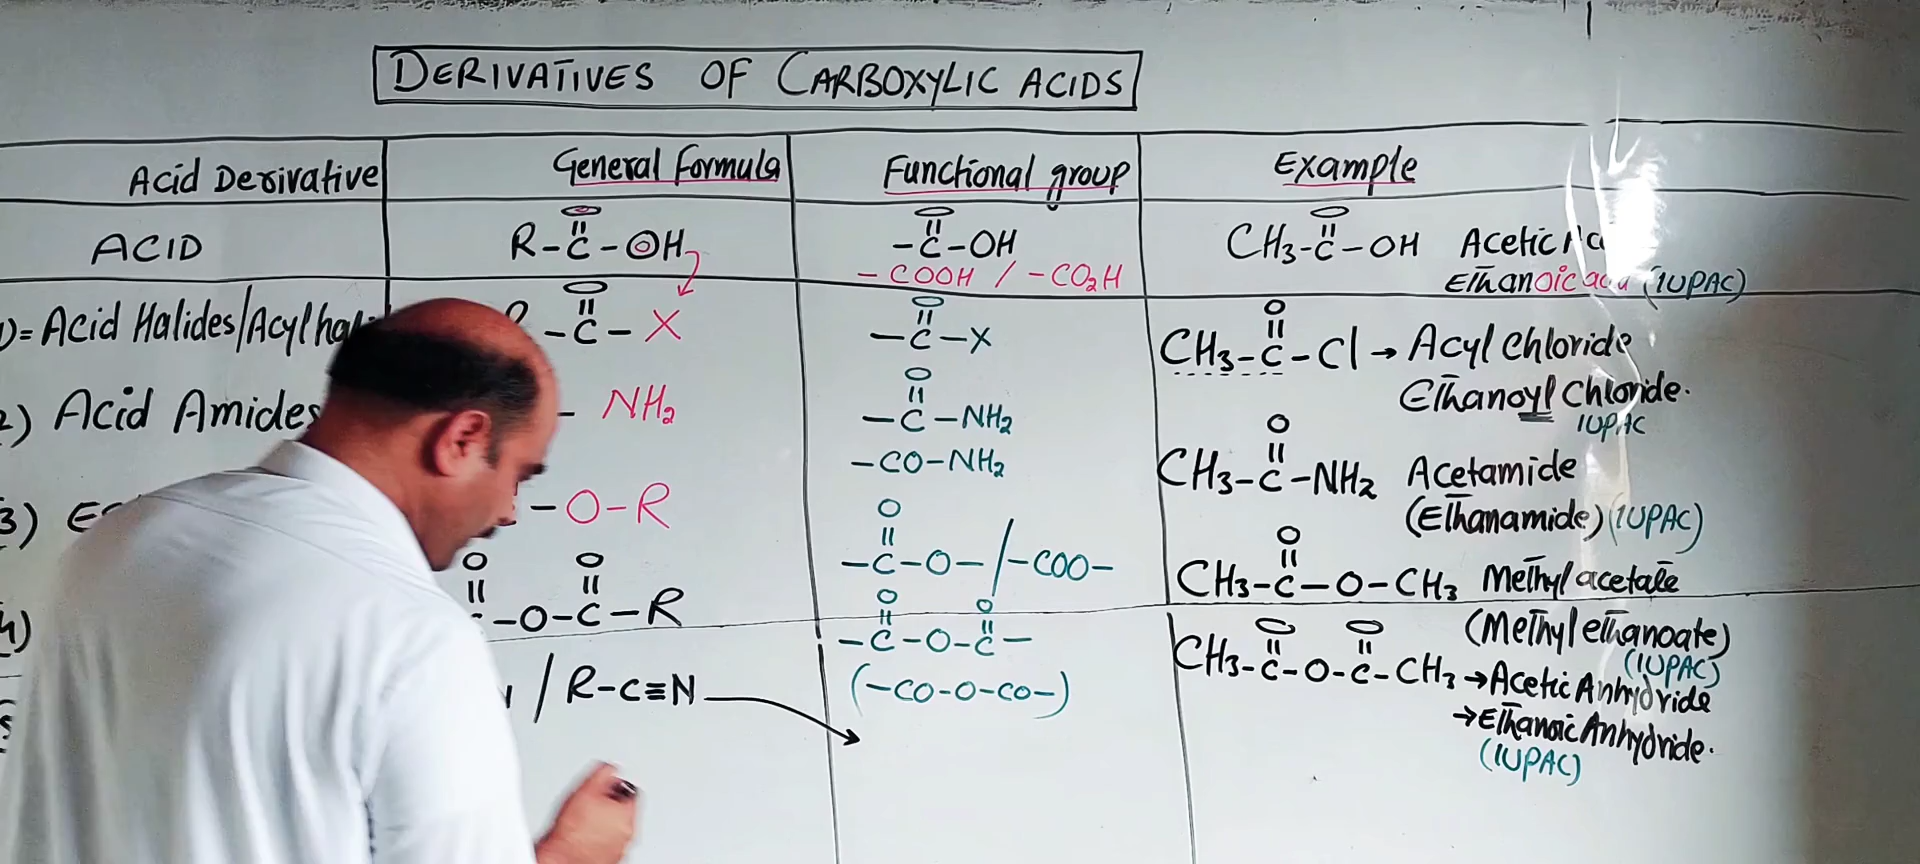 DERIVATIVES OF CARBOXYLIC ACIDS
Acid Derivative General Formula Functional group Example
ACID R-C(=O)-OH -C(=O)-OH CH₃-C(=O)-OH Acetic
-COOH / -CO₂H Ethanoic (IUPAC)
1)= Acid Halides/Acyl -C(=O)-X -C(=O)-X CH₃-C(=O)-Cl → Acyl Chloride
Ethanoyl Chloride.
IUPAC
2) Acid Amides - NH₂ -C(=O)-NH₂ CH₃-C(=O)-NH₂ Acetamide
-CO-NH₂ (Ethanamide) (IUPAC)
3) -O-R -C(=O)-O- / -COO- CH₃-C(=O)-O-CH₃ Methyl acetate
(Methyl ethanoate)
(IUPAC)
4) -O-C(=O)-R -C(=O)-O-C(=O)- CH₃-C(=O)-O-C(=O)-CH₃ → Acetic Anhydride
(-CO-O-CO-) → Ethanoic Anhydride.
(IUPAC)
/ R-C≡N